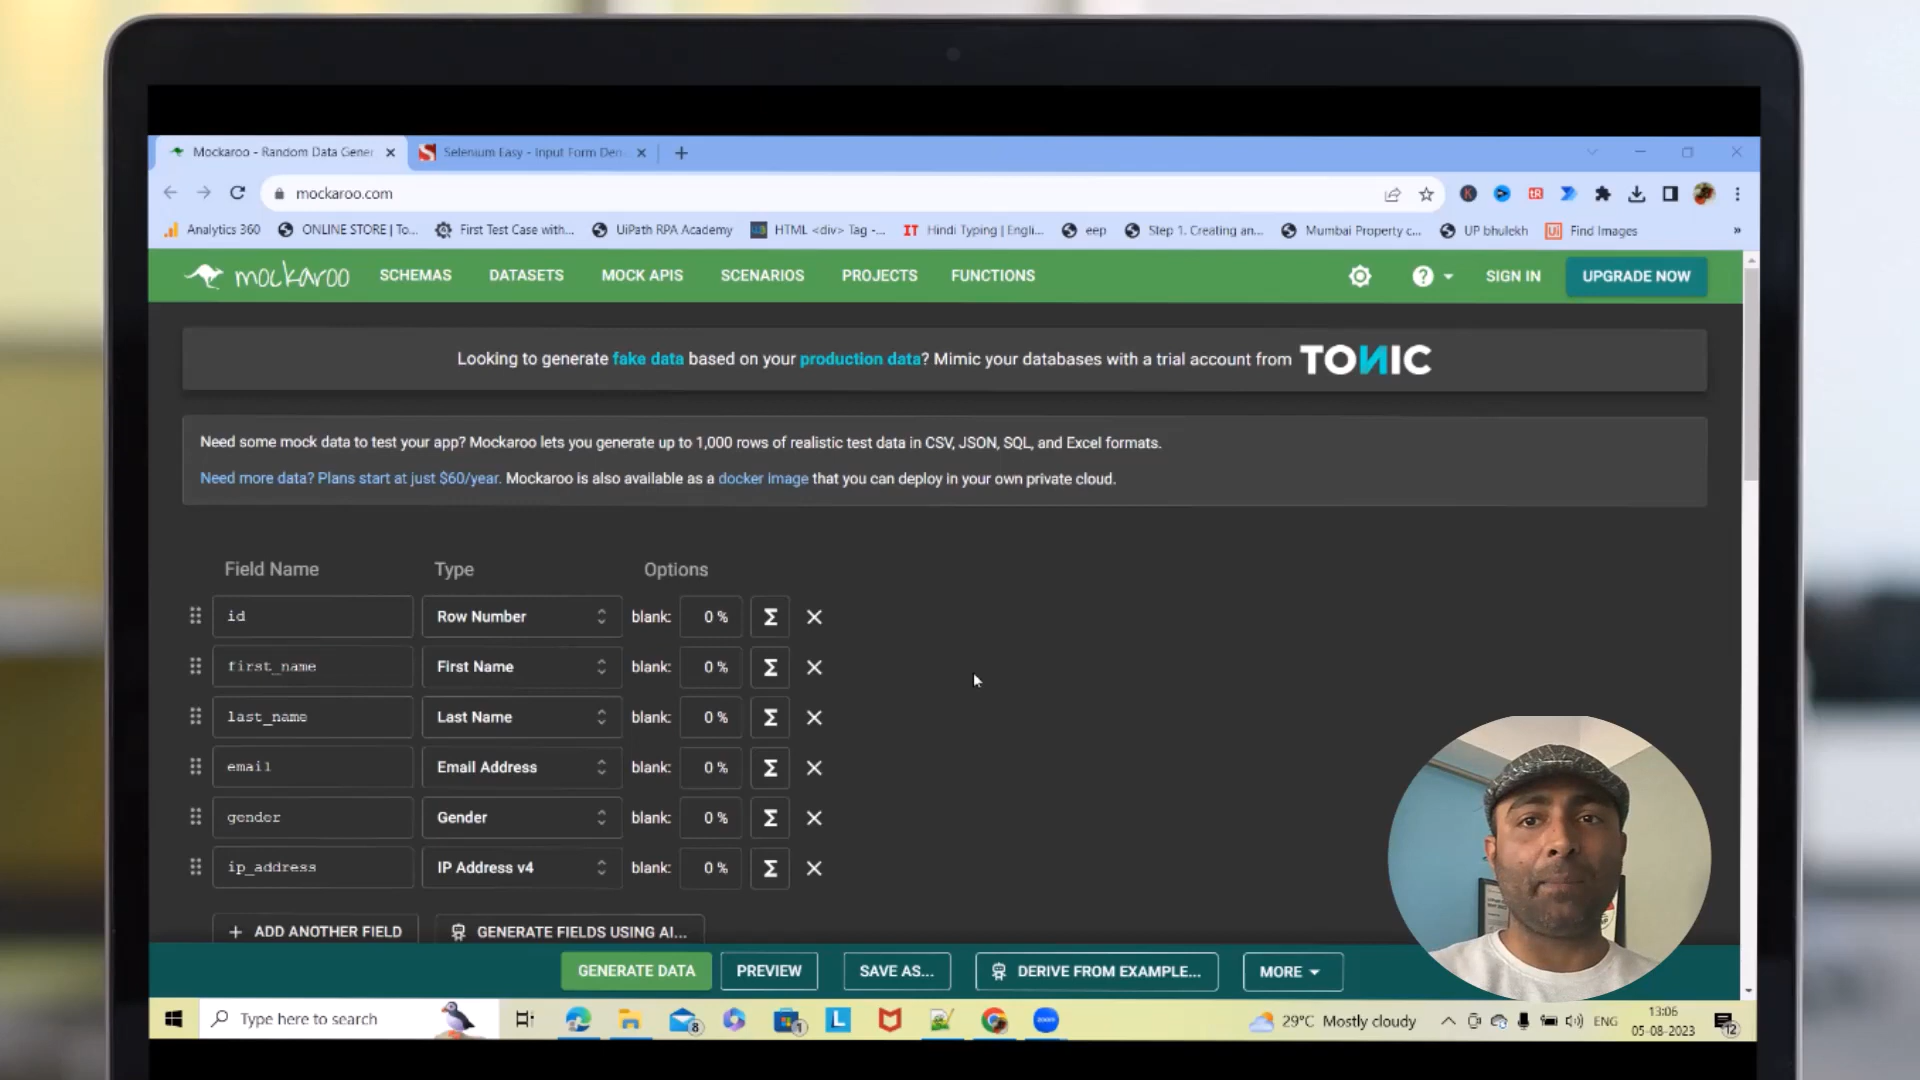 Mockaroo - Random Data Gener
Selenium Easy - Input Form Den
mockaroo.com
Analytics 360
ONLINE STORE | To...
First Test Case with...
UiPath RPA Academy
HTML <div> Tag -...
IT Hindi Typing | Engli...
eep
Step 1. Creating an...
Mumbai Property c...
UP bhulekh
Ui Find Images
»
mockaroo
SCHEMAS
DATASETS
MOCK APIS
SCENARIOS
PROJECTS
FUNCTIONS
SIGN IN
UPGRADE NOW
Looking to generate fake data based on your production data? Mimic your databases with a trial account from TONIC
Need some mock data to test your app? Mockaroo lets you generate up to 1,000 rows of realistic test data in CSV, JSON, SQL, and Excel formats.
Need more data? Plans start at just $60/year. Mockaroo is also available as a docker image that you can deploy in your own private cloud.
Field Name Type Options
id Row Number blank: 0 % Σ
first_name First Name blank: 0 % Σ
last_name Last Name blank: 0 % Σ
email Email Address blank: 0 % Σ
gender Gender blank: 0 % Σ
ip_address IP Address v4 blank: 0 % Σ
+ ADD ANOTHER FIELD
GENERATE FIELDS USING AI...
GENERATE DATA
PREVIEW
SAVE AS...
DERIVE FROM EXAMPLE...
MORE
Type here to search
8
1
L
zoom
29°C Mostly cloudy
ENG
13:06
05-08-2023
12